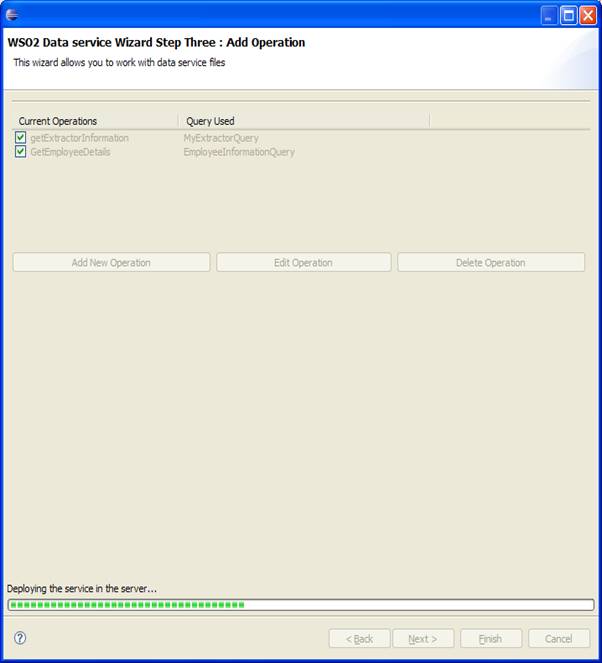 WSO2 Data service Wizard Step Three : Add Operation
This wizard allows you to work with data service files
Current Operations Query Used
getExtractorInformation MyExtractorQuery
GetEmployeeDetails EmployeeInformationQuery
Add New Operation Edit Operation Delete Operation
Deploying the service in the server...
? < Back Next > Finish Cancel